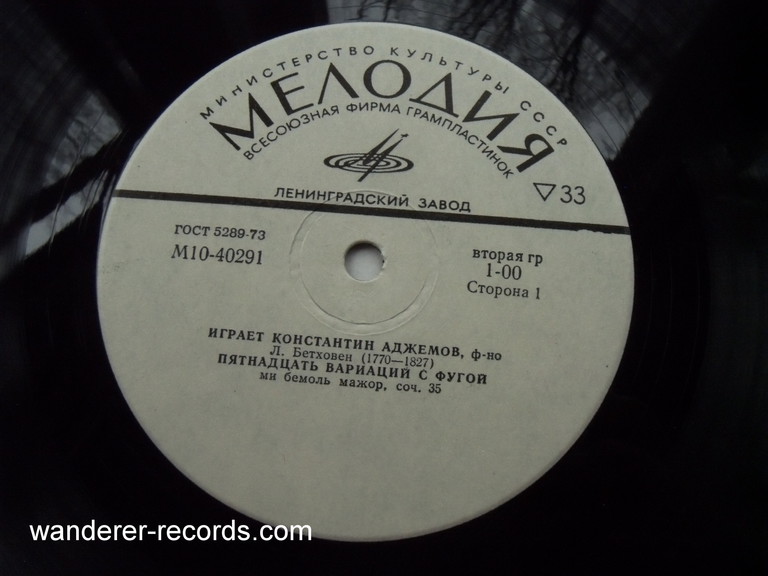 МИНИСТЕРСТВО КУЛЬТУРЫ СССР
МЕЛОДИЯ
ВСЕСОЮЗНАЯ ФИРМА ГРАМПЛАСТИНОК
ЛЕНИНГРАДСКИЙ ЗАВОД
▽33
ГОСТ 5289-73
М10-40291
вторая гр
1-00
Сторона 1
ИГРАЕТ КОНСТАНТИН АДЖЕМОВ, ф-но
Л. Бетховен (1770—1827)
ПЯТНАДЦАТЬ ВАРИАЦИЙ С ФУГОЙ
ми бемоль мажор, соч. 35
wanderer-records.com